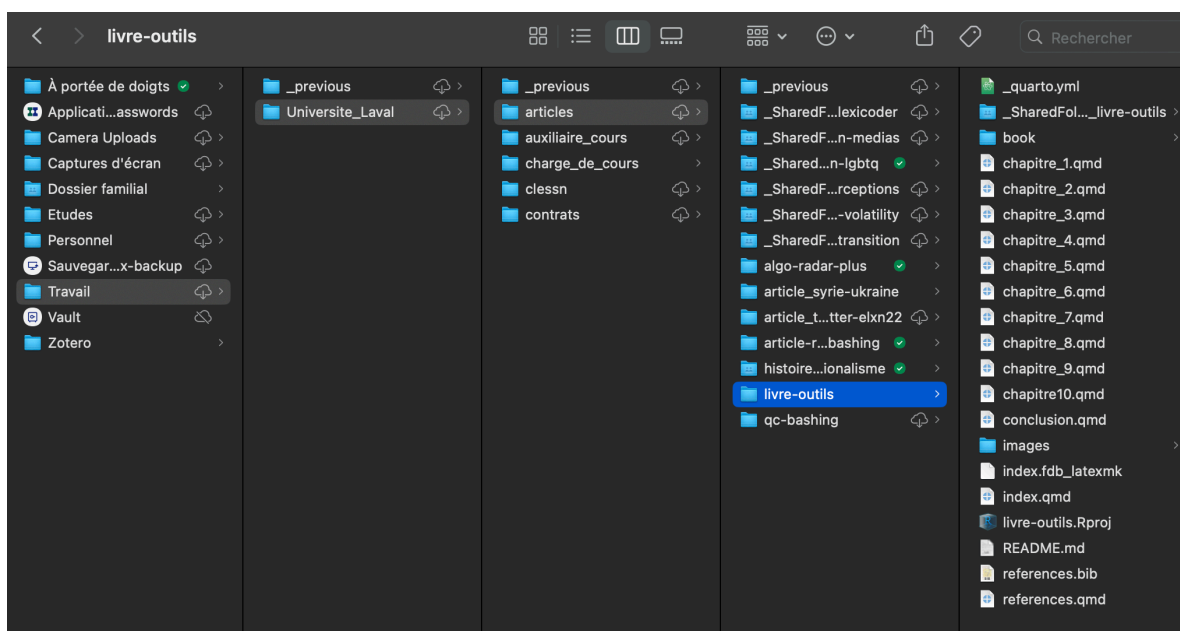 livre-outils
Rechercher
À portée de doigts
Applicati...asswords
Camera Uploads
Captures d'écran
Dossier familial
Etudes
Personnel
Sauvegar...x-backup
Travail
Vault
Zotero
_previous
Universite_Laval
_previous
articles
auxiliaire_cours
charge_de_cours
clessn
contrats
_previous
_SharedF...lexicoder
_SharedF...n-medias
_Shared...n-lgbtq
_SharedF...rceptions
_SharedF...-volatility
_SharedF...transition
algo-radar-plus
article_syrie-ukraine
article_t...tter-elxn22
article-r...bashing
histoire...ionalisme
livre-outils
qc-bashing
_quarto.yml
_SharedFol..._livre-outils
book
chapitre_1.qmd
chapitre_2.qmd
chapitre_3.qmd
chapitre_4.qmd
chapitre_5.qmd
chapitre_6.qmd
chapitre_7.qmd
chapitre_8.qmd
chapitre_9.qmd
chapitre10.qmd
conclusion.qmd
images
index.fdb_latexmk
index.qmd
livre-outils.Rproj
README.md
references.bib
references.qmd